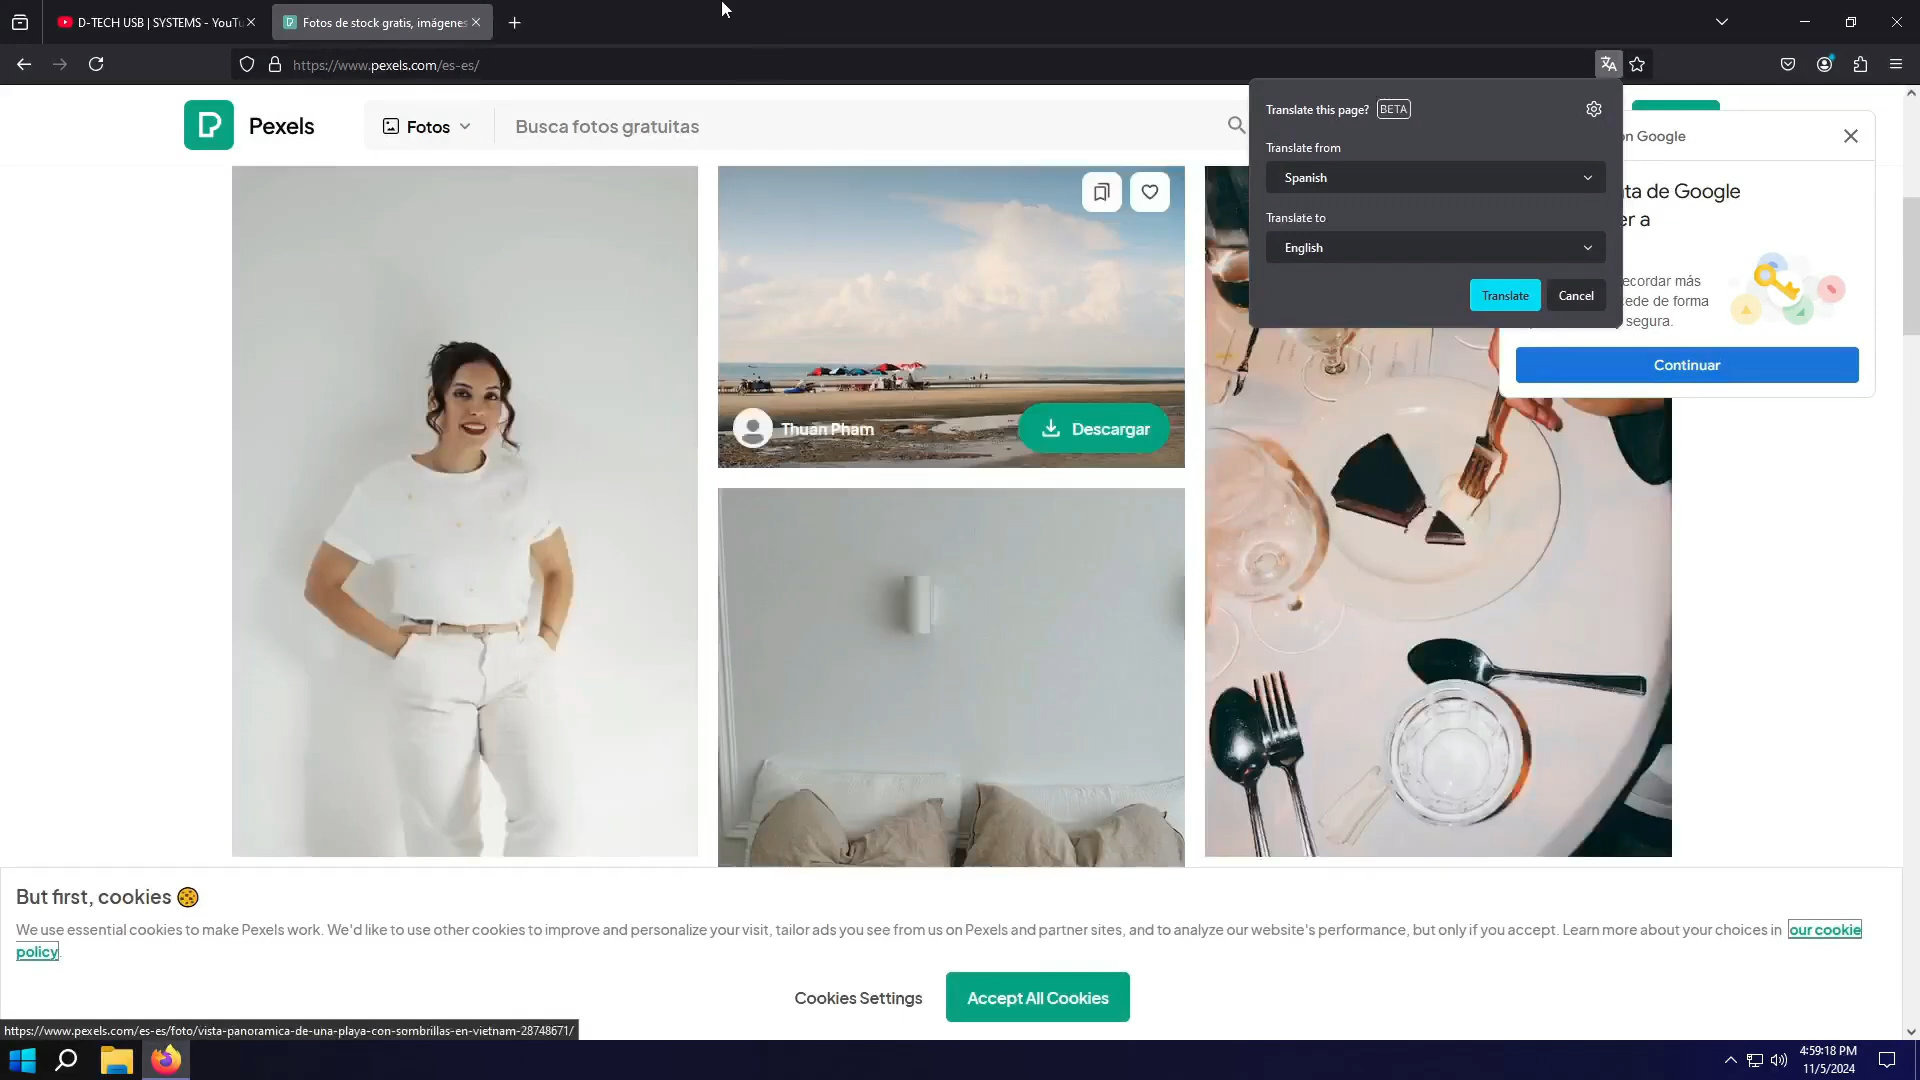 D-TECH USB | SYSTEMS - YouTu
Fotos de stock gratis, imágenes
https://www.pexels.com/es-es/
Translate this page? BETA
Translate from
Spanish
Translate to
English
Translate
Cancel
Pexels
Fotos
Busca fotos gratuitas
on Google
ta de Google
er a
ecordar más
ede de forma
segura.
Continuar
Thuan Pham
Descargar
But first, cookies
We use essential cookies to make Pexels work. We'd like to use other cookies to improve and personalize your visit, tailor ads you see from us on Pexels and partner sites, and to analyze our website's performance, but only if you accept. Learn more about your choices in our cookie
policy.
Cookies Settings
Accept All Cookies
https://www.pexels.com/es-es/foto/vista-panoramica-de-una-playa-con-sombrillas-en-vietnam-28748671/
4:59:18 PM
11/5/2024